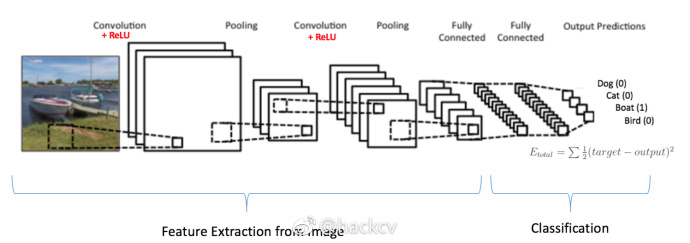 Convolution
+ ReLU
Pooling
Convolution
+ ReLU
Pooling
Fully
Connected
Fully
Connected
Output Predictions
Dog (0)
Cat (0)
Boat (1)
Bird (0)
E_total = ∑ ½(target − output)²
Feature Extraction from Image
@hackcv
Classification